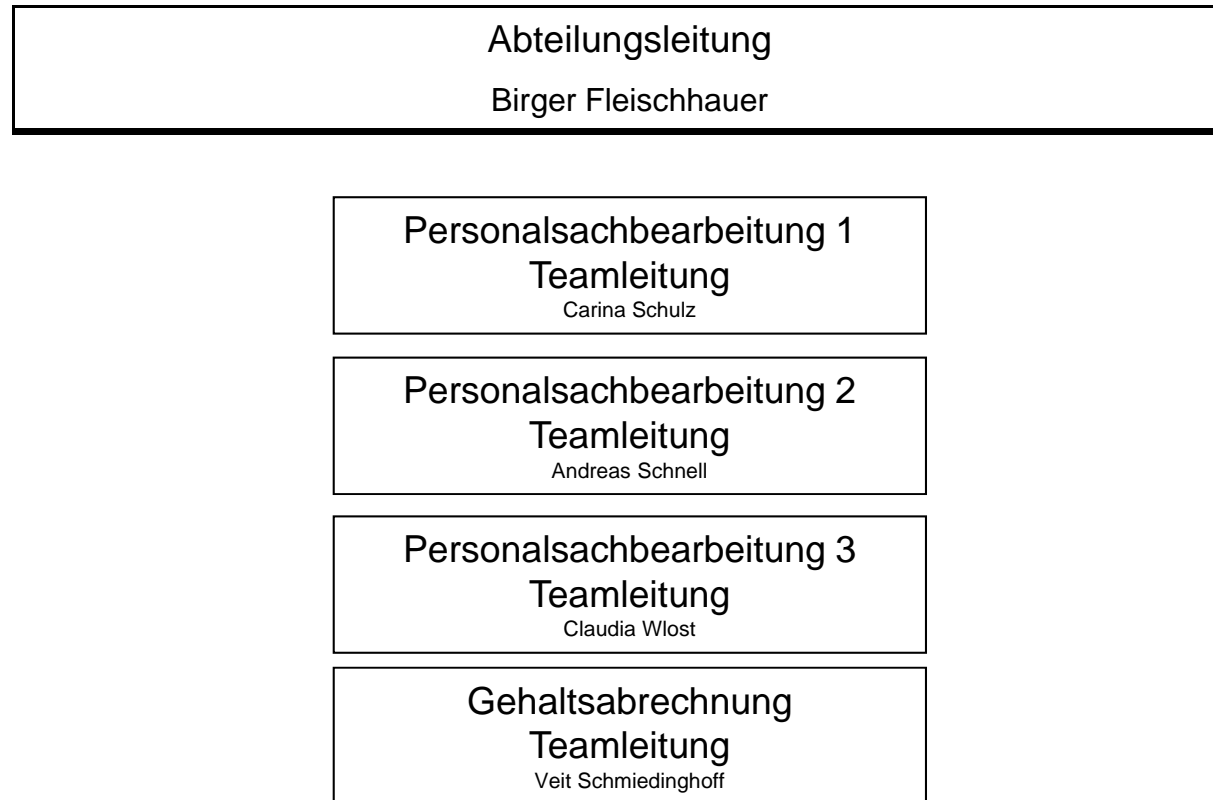 Abteilungsleitung
Birger Fleischhauer
Personalsachbearbeitung 1
Teamleitung
Carina Schulz
Personalsachbearbeitung 2
Teamleitung
Andreas Schnell
Personalsachbearbeitung 3
Teamleitung
Claudia Wlost
Gehaltsabrechnung
Teamleitung
Veit Schmiedinghoff